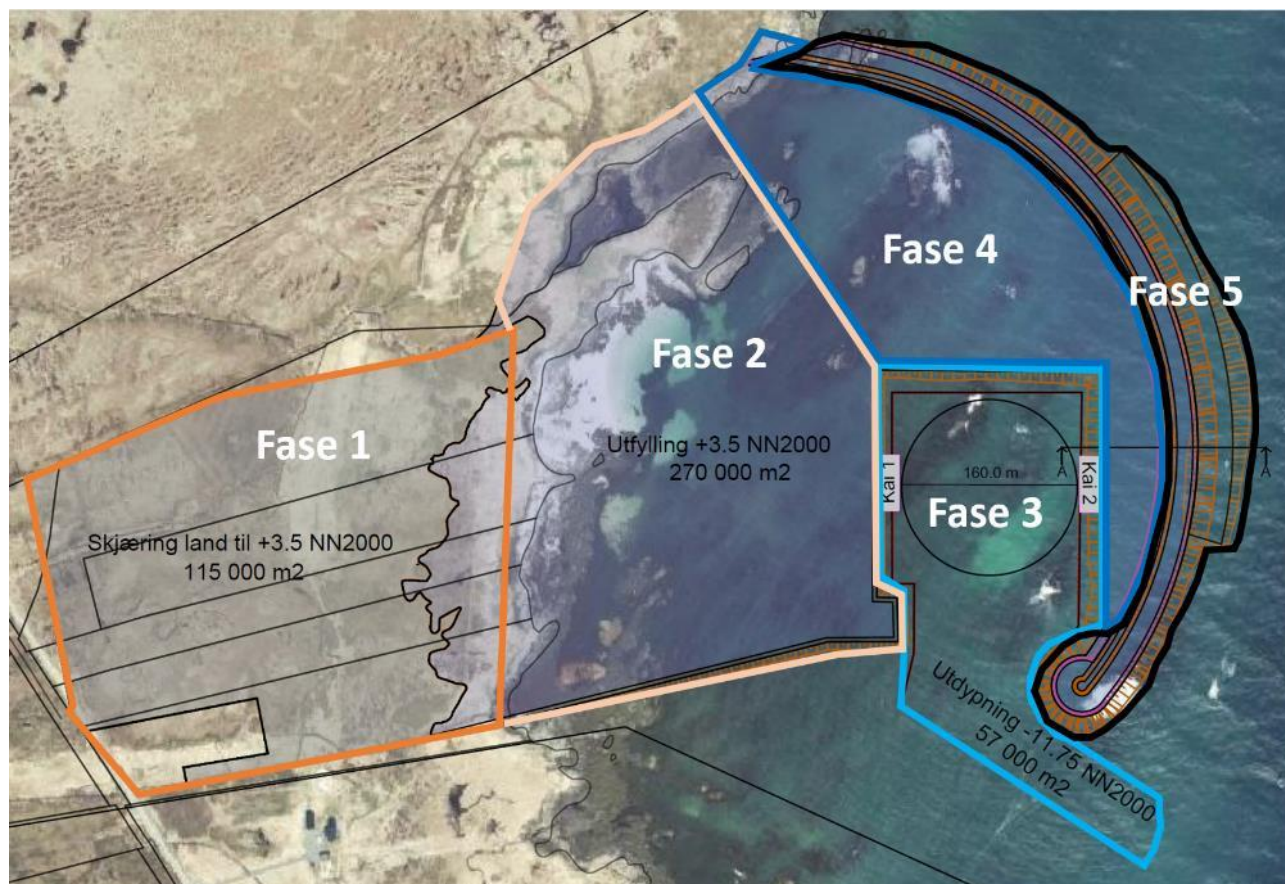 Fase 4
Fase 5
Fase 2
Fase 1
Utfylling +3.5 NN2000
270 000 m2
Kai 1
160.0 m
Kai 2
A
A
Fase 3
Skjæring land til +3.5 NN2000
115 000 m2
Utdypning -11.75 NN2000
57 000 m2